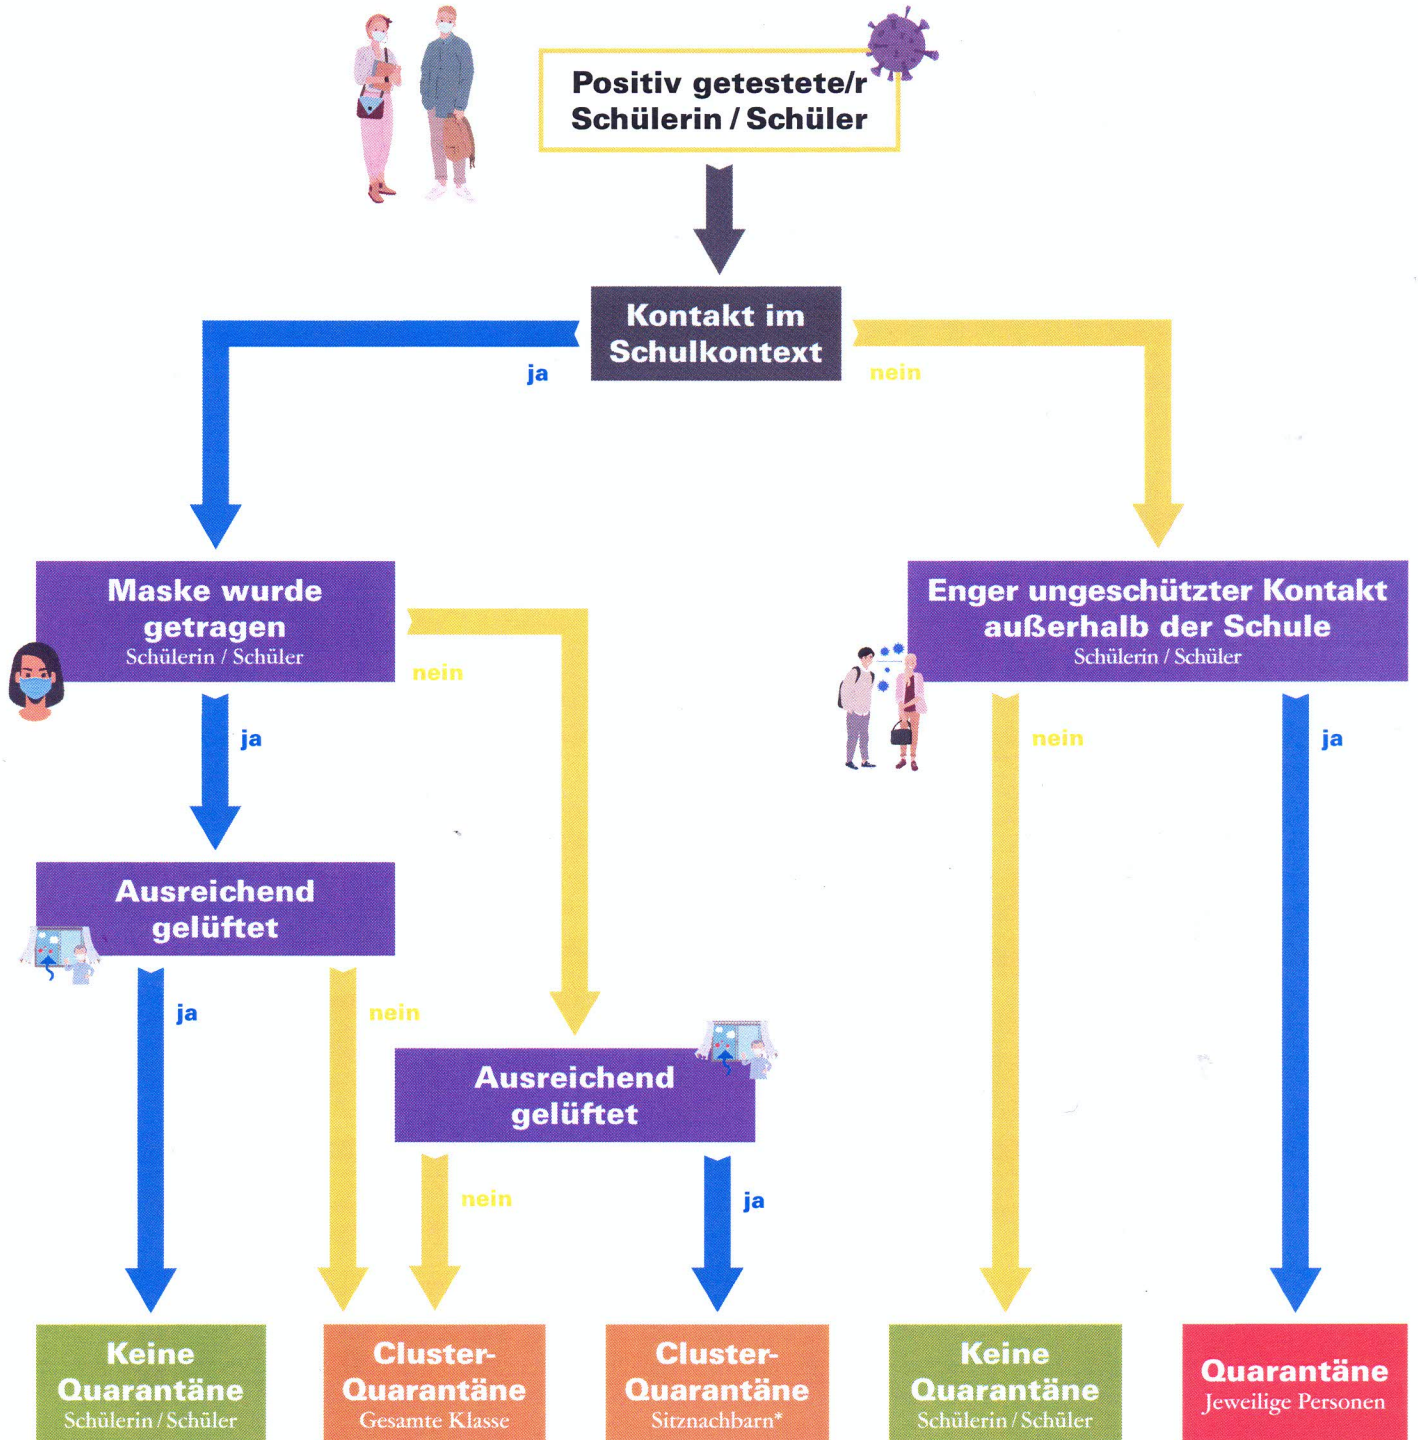 Positiv getestete/r
Schülerin / Schüler
Kontakt im
Schulkontext
ja
nein
Maske wurde
getragen
Schülerin / Schüler
nein
ja
Enger ungeschützter Kontakt
außerhalb der Schule
Schülerin / Schüler
nein
ja
Ausreichend
gelüftet
ja
nein
Ausreichend
gelüftet
nein
ja
Keine
Quarantäne
Schülerin / Schüler
Cluster-
Quarantäne
Gesamte Klasse
Cluster-
Quarantäne
Sitznachbarn*
Keine
Quarantäne
Schülerin / Schüler
Quarantäne
Jeweilige Personen